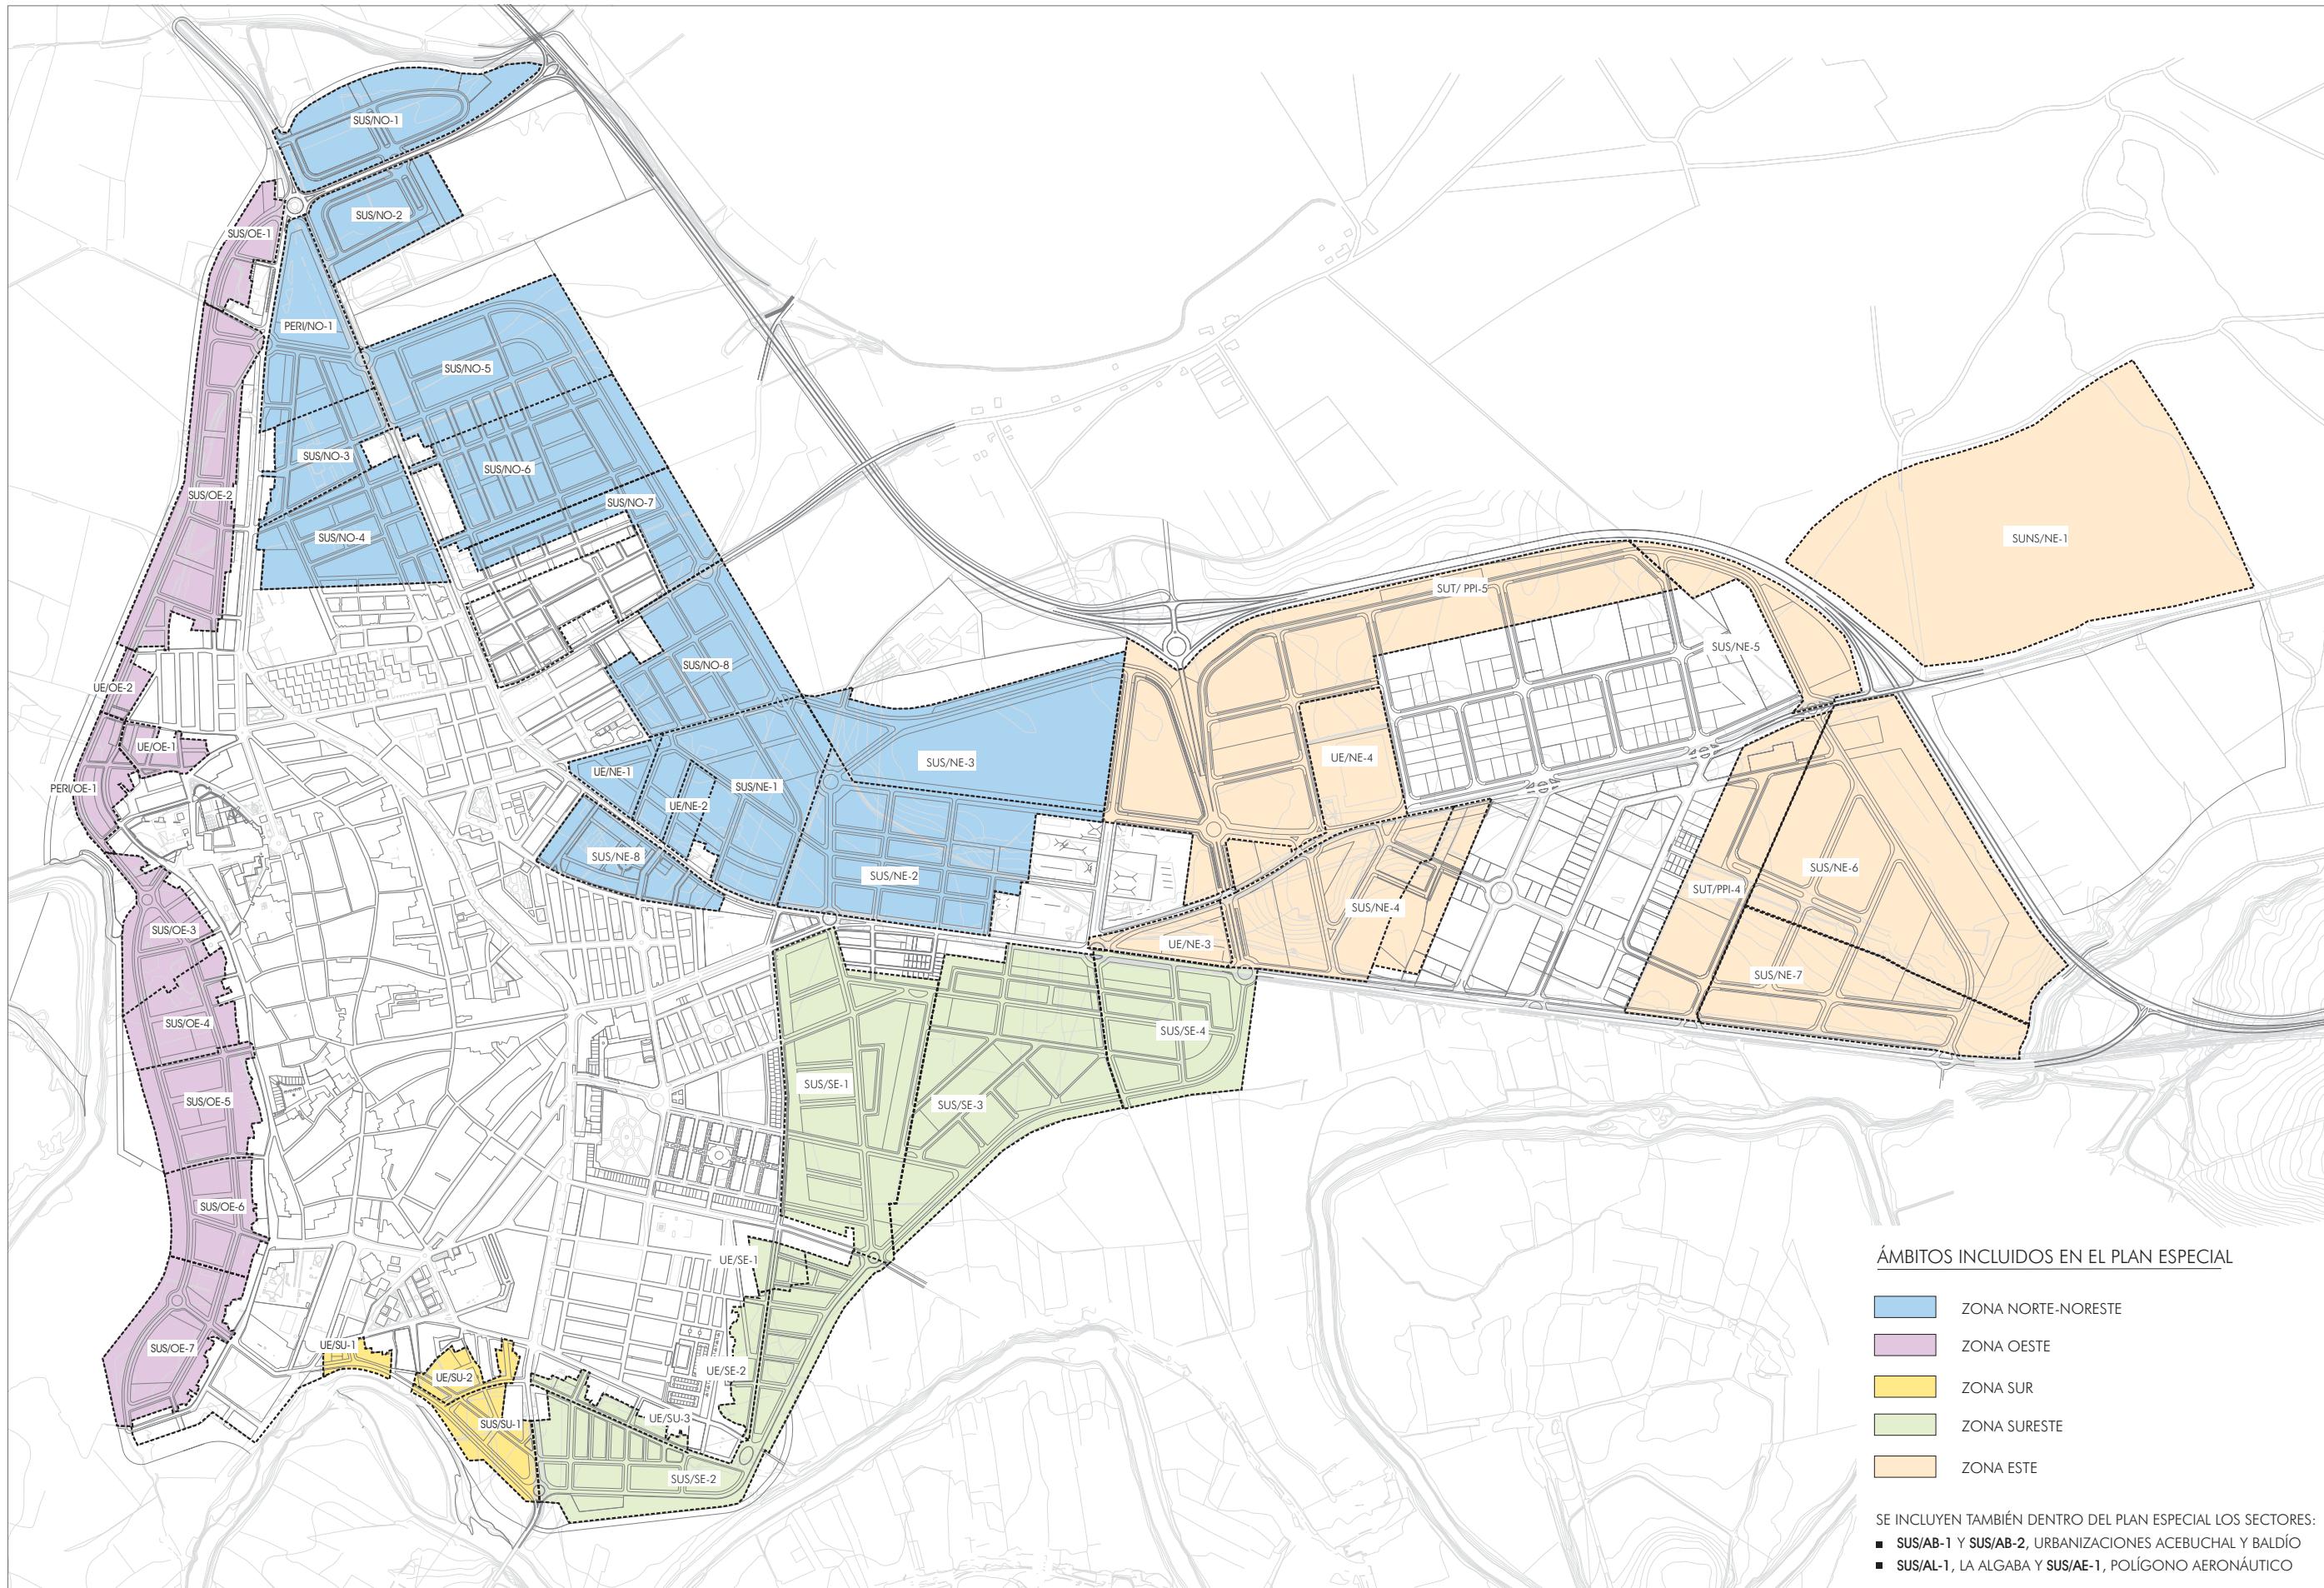 SUS/NO-1
SUS/NO-2
SUS/OE-1
PERI/NO-1
SUS/NO-5
SUS/NO-3
SUS/NO-6
SUS/OE-2
SUS/NO-7
SUS/NO-4
SUNS/NE-1
SUT/ PPI-5
SUS/NE-5
SUS/NO-8
UE/OE-2
UE/OE-1
PERI/OE-1
UE/NE-1
SUS/NE-1
UE/NE-2
SUS/NE-3
UE/NE-4
SUS/NE-8
SUS/NE-2
SUS/NE-6
SUT/PPI-4
SUS/NE-4
SUS/OE-3
UE/NE-3
SUS/NE-7
SUS/OE-4
SUS/SE-4
SUS/SE-1
SUS/OE-5
SUS/SE-3
SUS/OE-6
UE/SE-1
SUS/OE-7
UE/SU-1
UE/SU-2
UE/SE-2
SUS/SU-1
UE/SU-3
SUS/SE-2
ÁMBITOS INCLUIDOS EN EL PLAN ESPECIAL
ZONA NORTE-NORESTE
ZONA OESTE
ZONA SUR
ZONA SURESTE
ZONA ESTE
SE INCLUYEN TAMBIÉN DENTRO DEL PLAN ESPECIAL LOS SECTORES:
■ SUS/AB-1 Y SUS/AB-2, URBANIZACIONES ACEBUCHAL Y BALDÍO
■ SUS/AL-1, LA ALGABA Y SUS/AE-1, POLÍGONO AERONÁUTICO